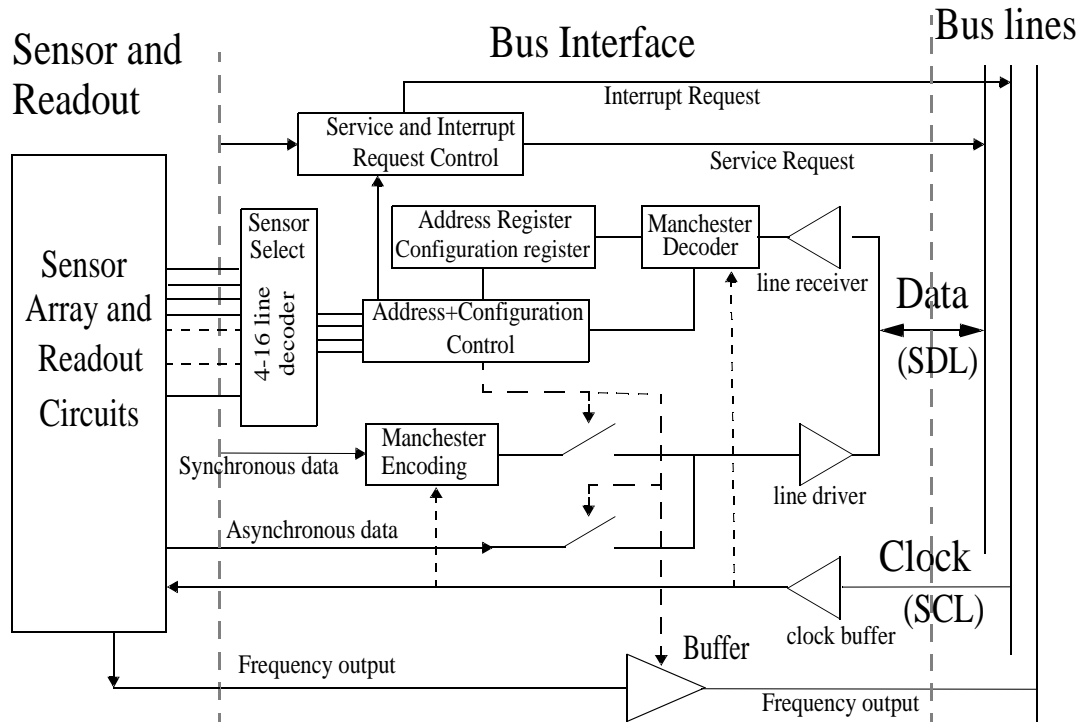 Sensor and
Readout
Bus Interface
Bus lines
Interrupt Request
Service and Interrupt
Request Control
Service Request
Sensor
Select
4-16 line
decoder
Address Register
Configuration register
Manchester
Decoder
line receiver
Sensor
Array and
Readout
Circuits
Address+Configuration
Control
Data
(SDL)
Synchronous data
Manchester
Encoding
line driver
Asynchronous data
Clock
(SCL)
clock buffer
Frequency output
Buffer
Frequency output